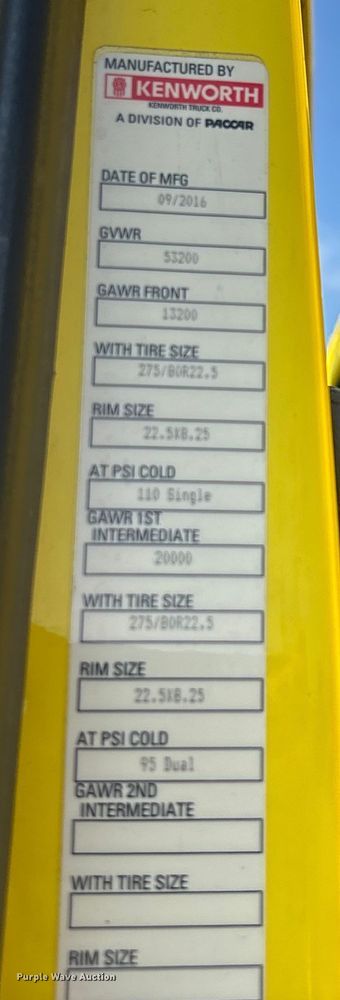 MANUFACTURED BY
KENWORTH
KENWORTH TRUCK CO.
A DIVISION OF PACCAR
DATE OF MFG
09/2016
GVWR
53200
GAWR FRONT
13200
WITH TIRE SIZE
275/80R22.5
RIM SIZE
22.5X8.25
AT PSI COLD
110 Single
GAWR 1ST
INTERMEDIATE
20000
WITH TIRE SIZE
275/80R22.5
RIM SIZE
22.5X8.25
AT PSI COLD
95 Dual
GAWR 2ND
INTERMEDIATE
WITH TIRE SIZE
RIM SIZE
Purple Wave Auction